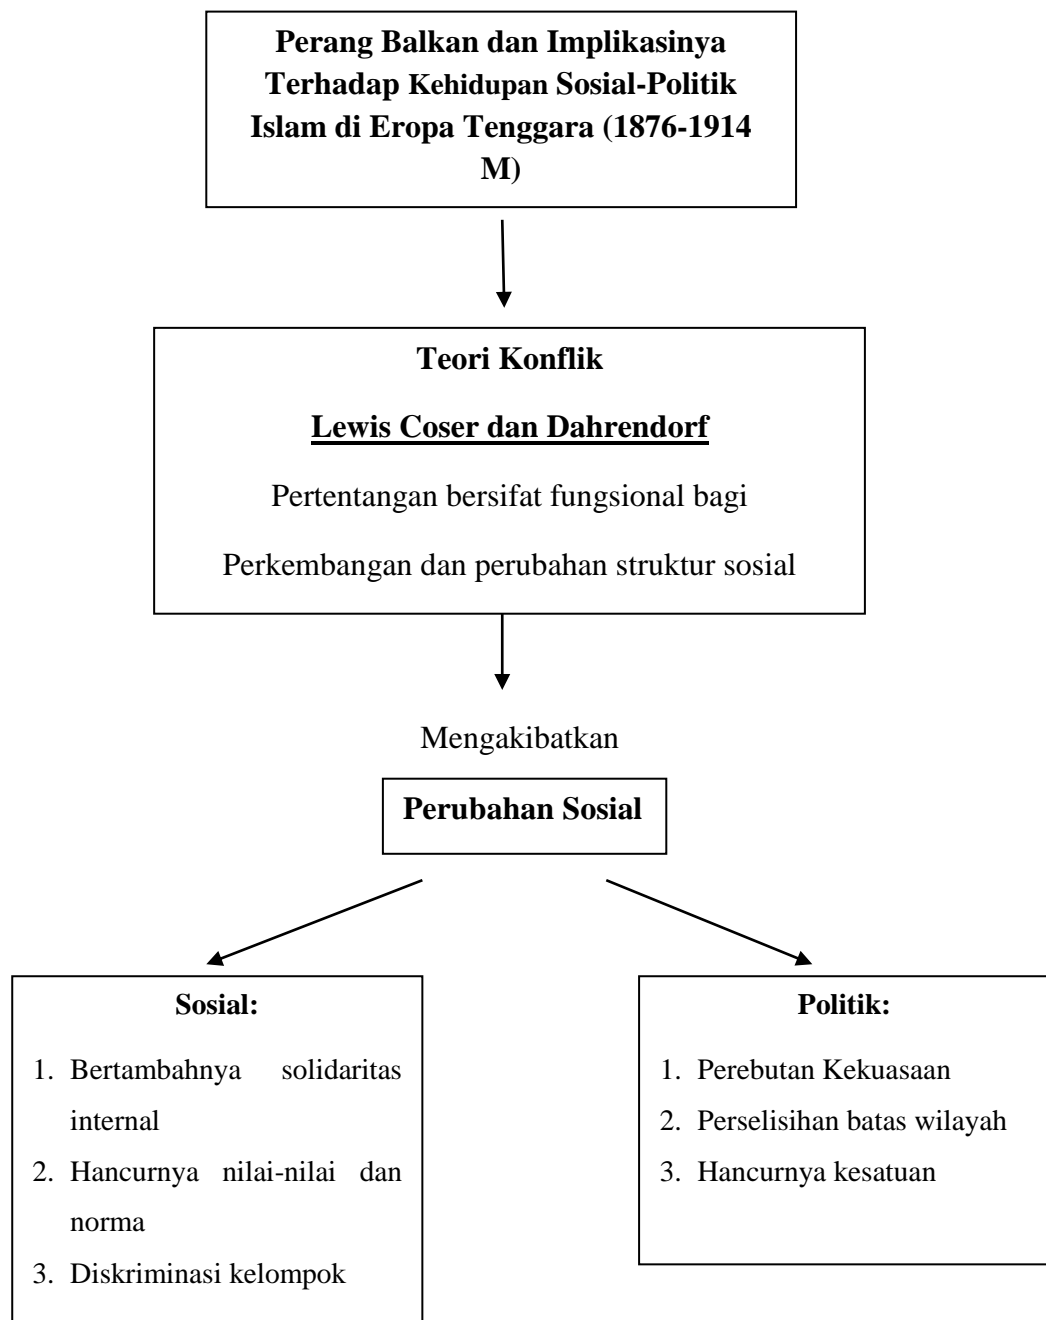 Perang Balkan dan Implikasinya
Terhadap Kehidupan Sosial-Politik
Islam di Eropa Tenggara (1876-1914
M)
Teori Konflik
Lewis Coser dan Dahrendorf
Pertentangan bersifat fungsional bagi
Perkembangan dan perubahan struktur sosial
Mengakibatkan
Perubahan Sosial
Sosial:
1. Bertambahnya solidaritas
internal
2. Hancurnya nilai-nilai dan
norma
3. Diskriminasi kelompok
Politik:
1. Perebutan Kekuasaan
2. Perselisihan batas wilayah
3. Hancurnya kesatuan